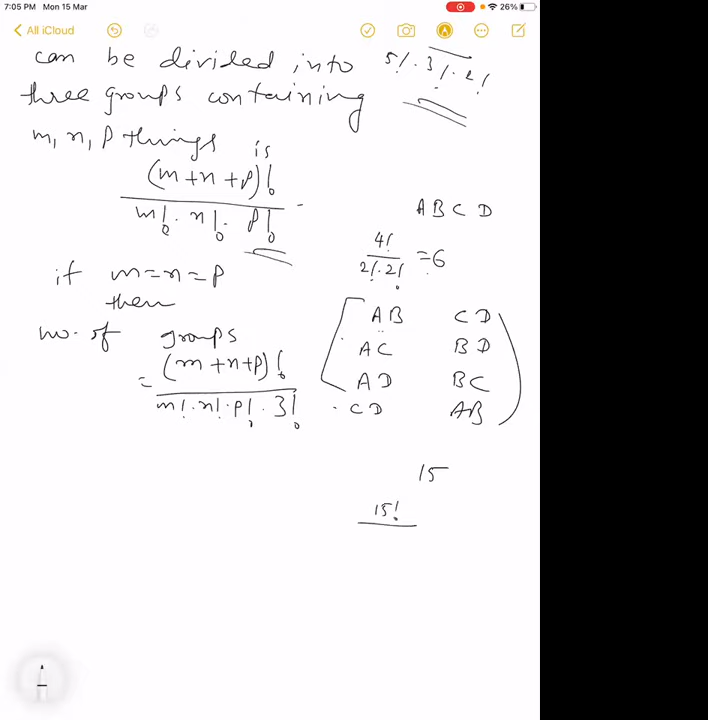 7:05 PM Mon 15 Mar
26%
All iCloud
can be divided into 5!.3!.2!
three groups containing
m, n, p things is
(m+n+p)!
m!.n!.p!
A B C D
4!
2!.2! =6
if m=n=p
then
AB CD
no. of groups
AC BD
= (m+n+p)!
m!.n!.p!.3!
AD BC
CD AB
15
15!